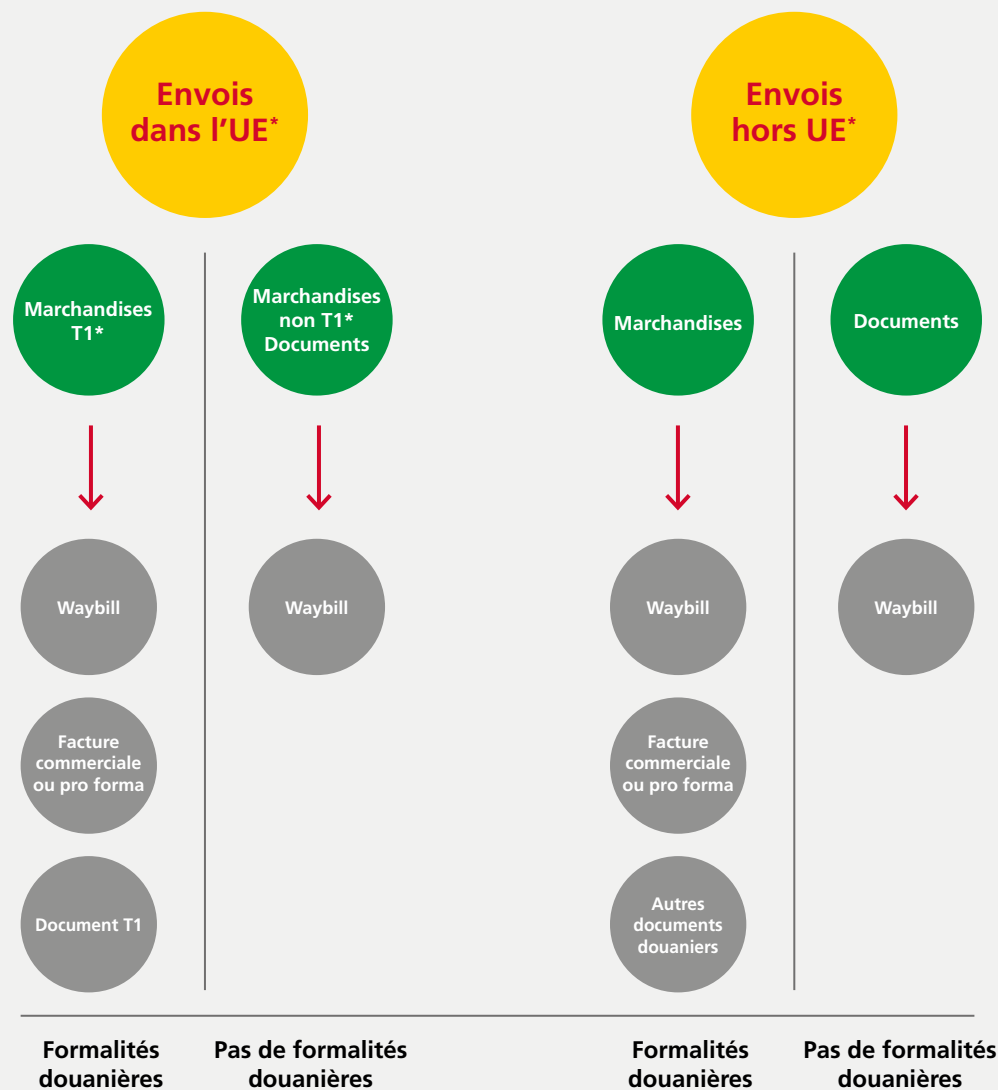 Envois
dans l’UE*
Marchandises
T1*
Marchandises
non T1*
Documents
Waybill
Waybill
Facture
commerciale
ou pro forma
Document T1
Formalités
douanières
Pas de formalités
douanières
Envois
hors UE*
Marchandises
Documents
Waybill
Waybill
Facture
commerciale
ou pro forma
Autres
documents
douaniers
Formalités
douanières
Pas de formalités
douanières